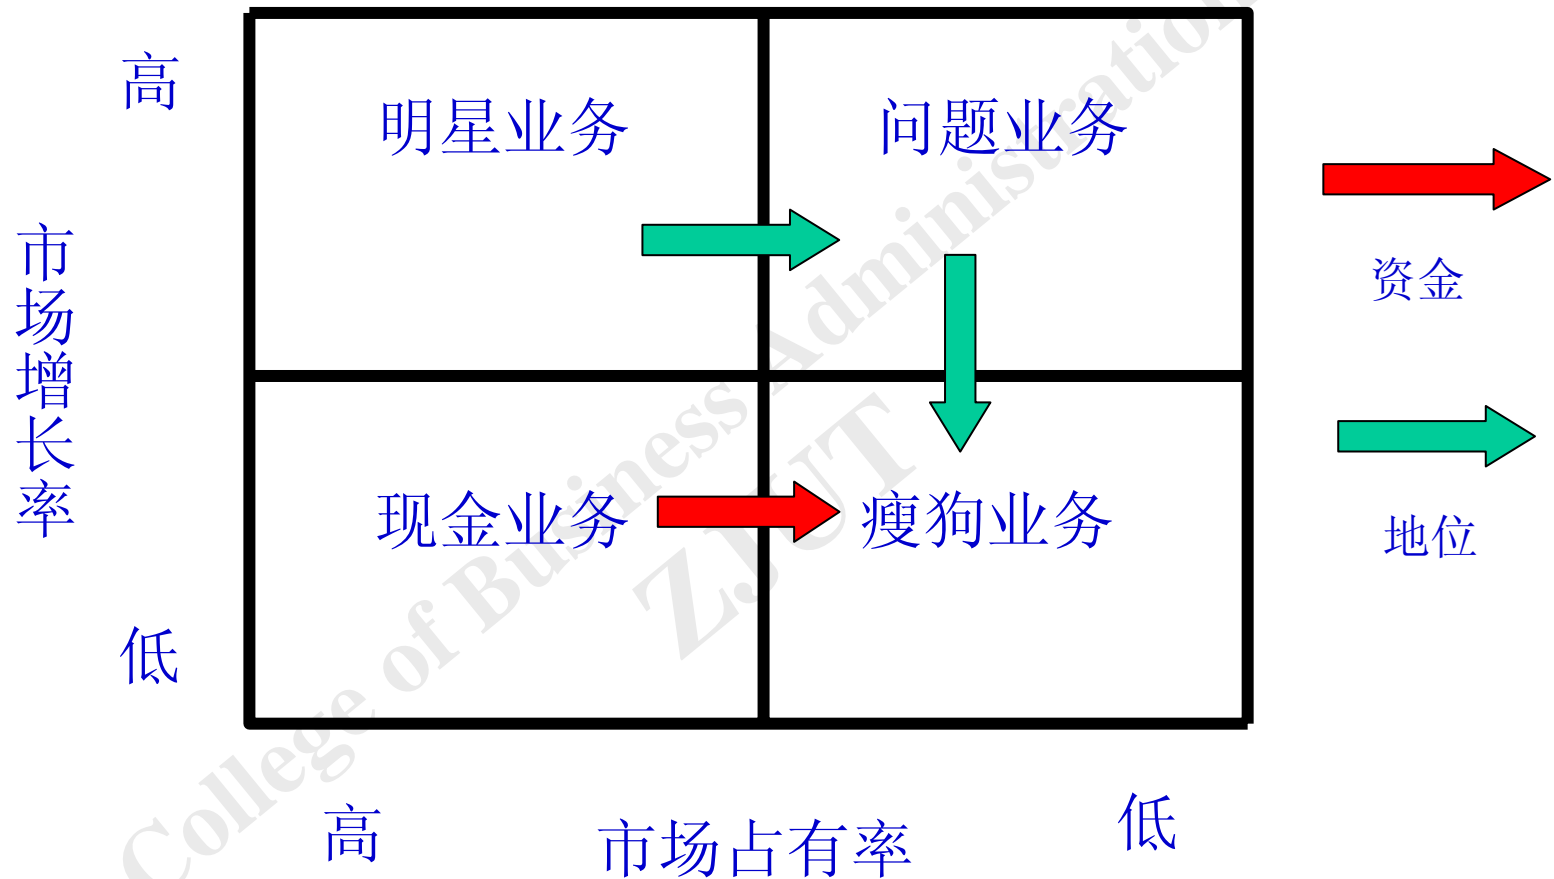 高
明星业务
问题业务
市场增长率
资金
现金业务
瘦狗业务
地位
低
高
市场占有率
低
College of Business Administration
ZJUT